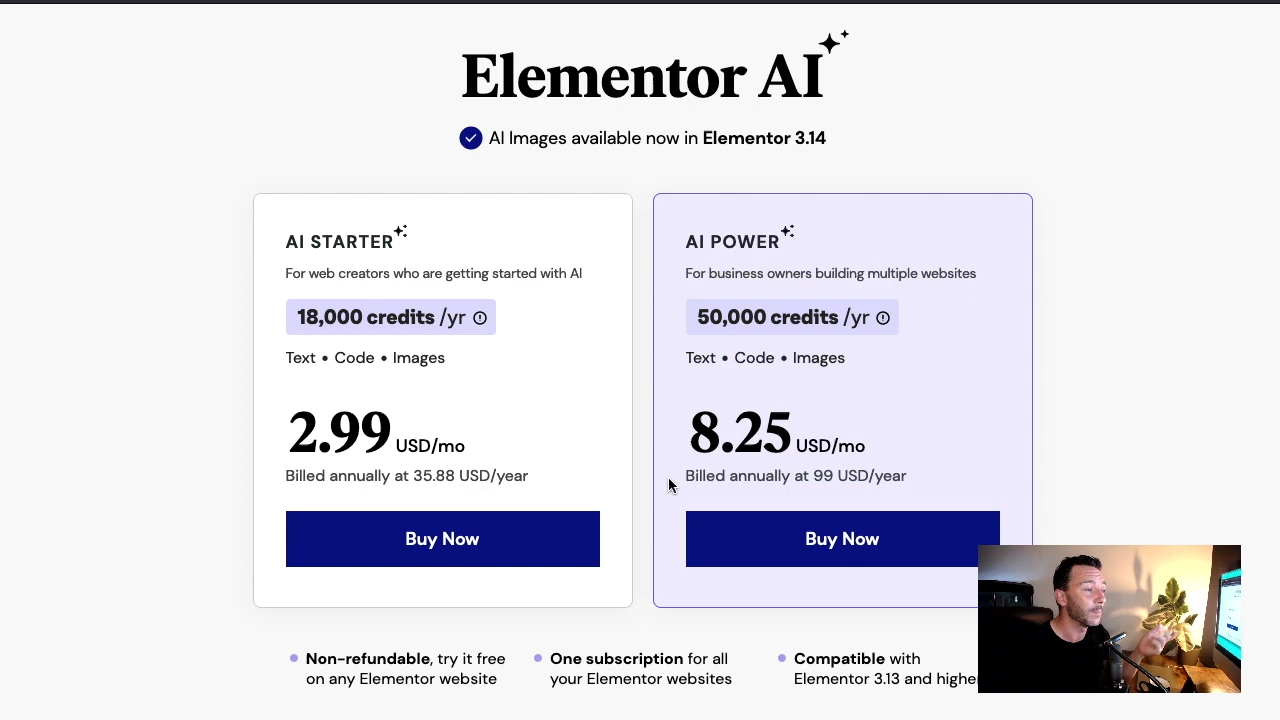 Elementor AI
AI Images available now in Elementor 3.14
AI STARTER
For web creators who are getting started with AI
18,000 credits /yr
Text • Code • Images
2.99 USD/mo
Billed annually at 35.88 USD/year
Buy Now
AI POWER
For business owners building multiple websites
50,000 credits /yr
Text • Code • Images
8.25 USD/mo
Billed annually at 99 USD/year
Buy Now
Non-refundable, try it free
on any Elementor website
One subscription for all
your Elementor websites
Compatible with
Elementor 3.13 and higher